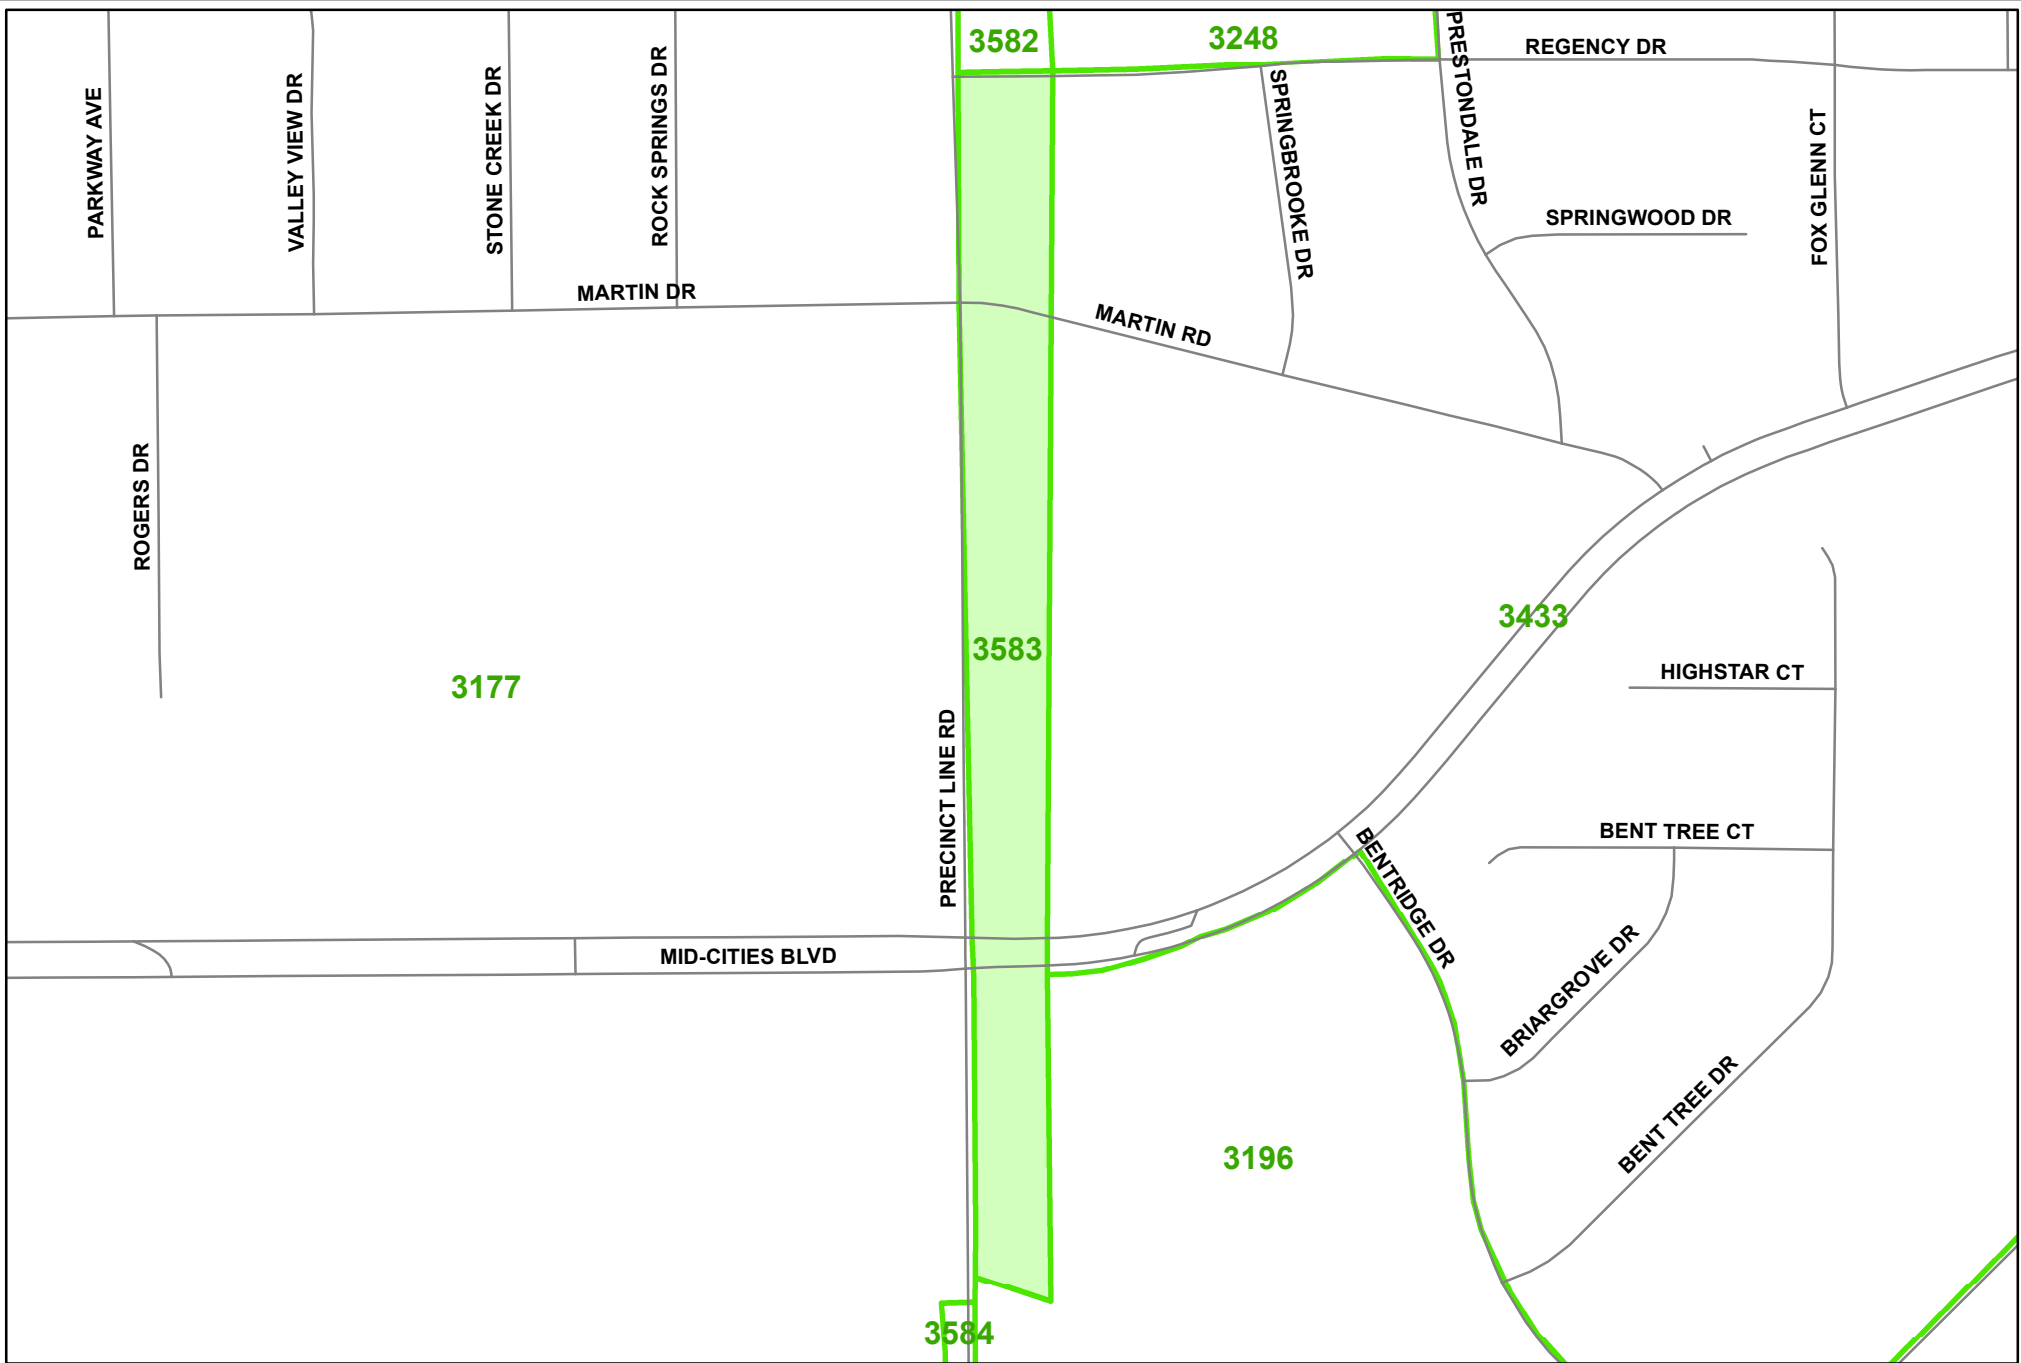 3582
3248
REGENCY DR
PARKWAY AVE
VALLEY VIEW DR
STONE CREEK DR
ROCK SPRINGS DR
SPRINGBROOKE DR
PRESTONDALE DR
FOX GLENN CT
SPRINGWOOD DR
MARTIN DR
MARTIN RD
ROGERS DR
3433
3583
HIGHSTAR CT
3177
PRECINCT LINE RD
BENT TREE CT
BENTRIDGE DR
MID-CITIES BLVD
BRIARGROVE DR
BENT TREE DR
3196
3584